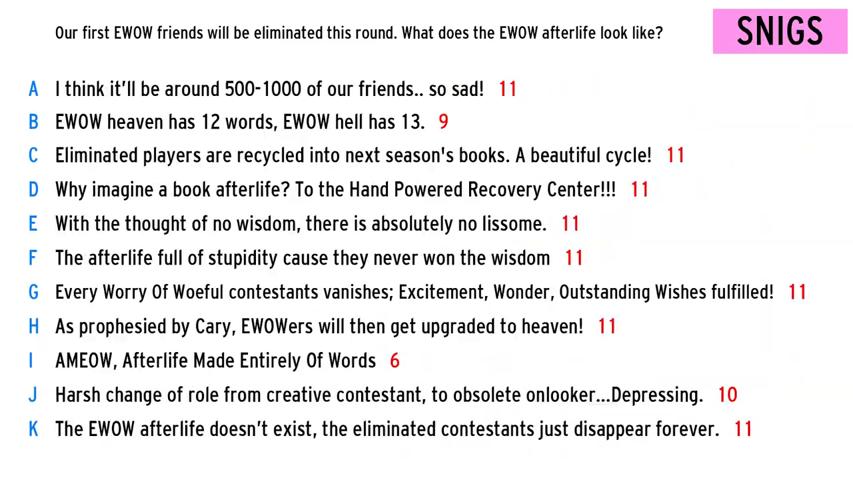 Our first EWOW friends will be eliminated this round. What does the EWOW afterlife look like?
SNIGS
A I think it'll be around 500-1000 of our friends.. so sad! 11
B EWOW heaven has 12 words, EWOW hell has 13. 9
C Eliminated players are recycled into next season's books. A beautiful cycle! 11
D Why imagine a book afterlife? To the Hand Powered Recovery Center!!! 11
E With the thought of no wisdom, there is absolutely no lissome. 11
F The afterlife full of stupidity cause they never won the wisdom 11
G Every Worry Of Woeful contestants vanishes; Excitement, Wonder, Outstanding Wishes fulfilled! 11
H As prophesied by Cary, EWOWers will then get upgraded to heaven! 11
I AMEOW, Afterlife Made Entirely Of Words 6
J Harsh change of role from creative contestant, to obsolete onlooker...Depressing. 10
K The EWOW afterlife doesn't exist, the eliminated contestants just disappear forever. 11